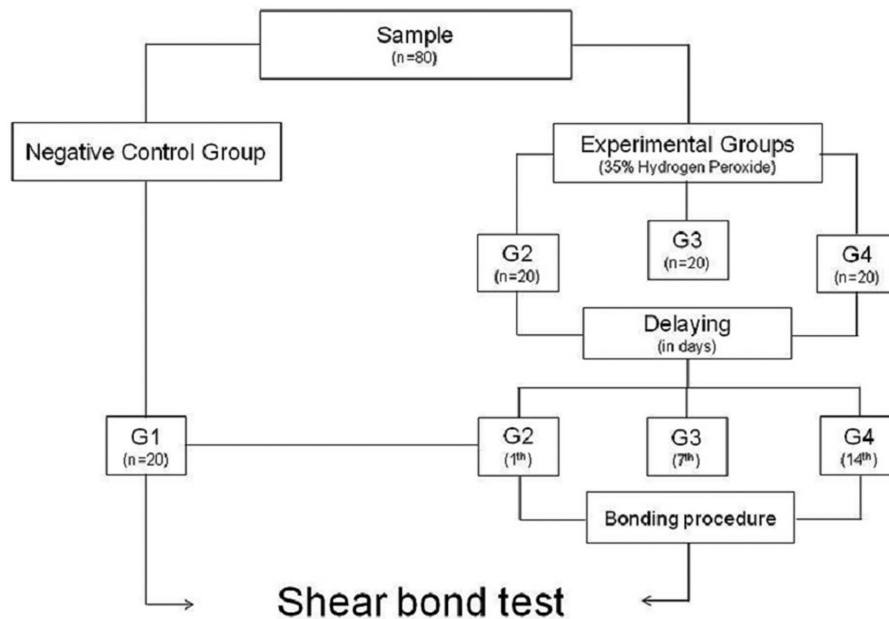 Sample
(n=80)
Negative Control Group
Experimental Groups
(35% Hydrogen Peroxide)
G2
(n=20)
G3
(n=20)
G4
(n=20)
Delaying
(in days)
G1
(n=20)
G2
(1th)
G3
(7th)
G4
(14th)
Bonding procedure
Shear bond test